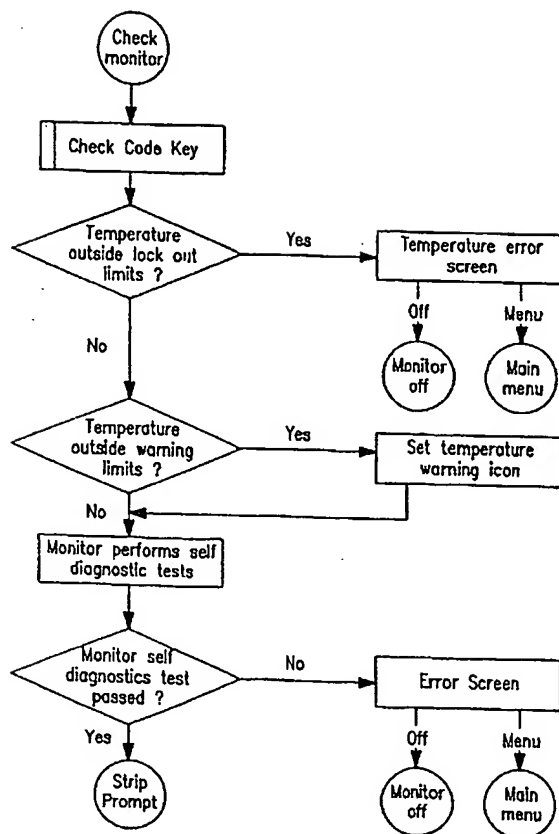 Check
monitor
Check Code Key
Temperature
outside lock out
limits ?
Yes
Temperature error
screen
No
Off
Menu
Monitor
off
Main
menu
Temperature
outside warning
limits ?
Yes
Set temperature
warning icon
No
Monitor performs self
diagnostic tests
Monitor self
diagnostics test
passed ?
No
Error Screen
Yes
Off
Menu
Strip
Prompt
Monitor
off
Main
menu